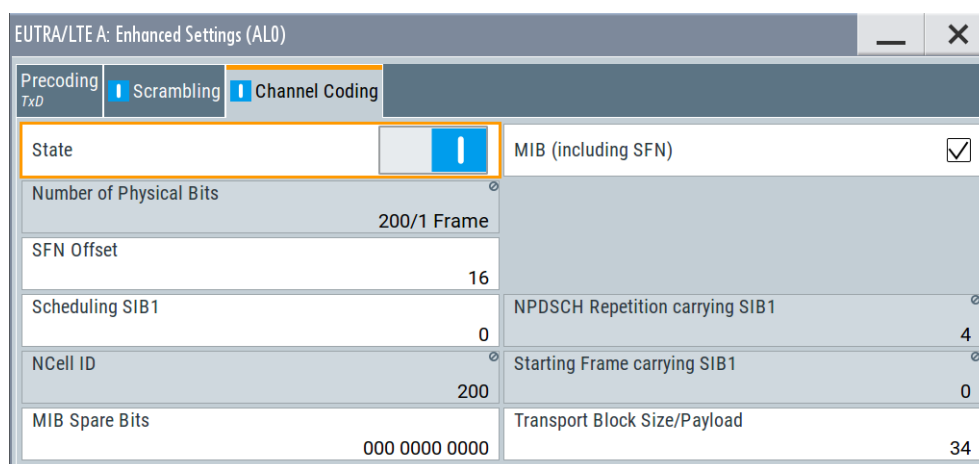 EUTRA/LTE A: Enhanced Settings (AL0)
Precoding
TxD
Scrambling
Channel Coding
State
MIB (including SFN)
Number of Physical Bits
200/1 Frame
SFN Offset
16
Scheduling SIB1
0
NPDSCH Repetition carrying SIB1
4
NCell ID
200
Starting Frame carrying SIB1
0
MIB Spare Bits
000 0000 0000
Transport Block Size/Payload
34